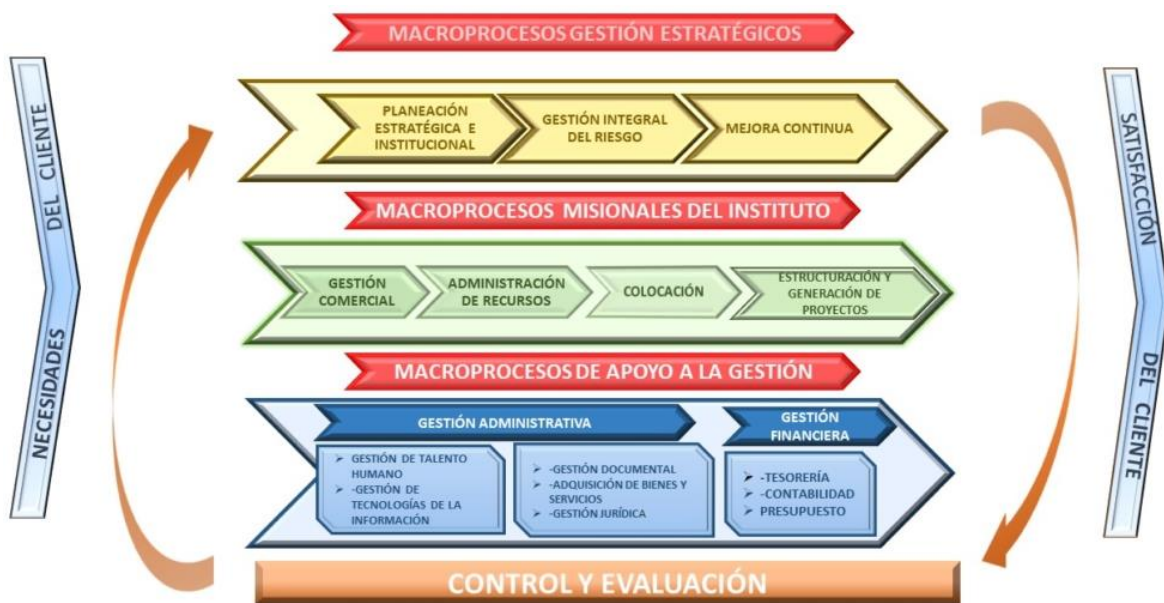 MACROPROCESOS GESTIÓN ESTRATÉGICOS
NECESIDADES DEL CLIENTE
PLANEACIÓN
ESTRATÉGICA E
INSTITUCIONAL
GESTIÓN INTEGRAL
DEL RIESGO
MEJORA CONTINUA
SATISFACCIÓN DEL CLIENTE
MACROPROCESOS MISIONALES DEL INSTITUTO
GESTIÓN
COMERCIAL
ADMINISTRACIÓN
DE RECURSOS
COLOCACIÓN
ESTRUCTURACIÓN Y
GENERACIÓN DE
PROYECTOS
MACROPROCESOS DE APOYO A LA GESTIÓN
GESTIÓN ADMINISTRATIVA
GESTIÓN DE TALENTO
HUMANO
-GESTIÓN DE
TECNOLOGÍAS DE LA
INFORMACIÓN
-GESTIÓN DOCUMENTAL
-ADQUISICIÓN DE BIENES Y
SERVICIOS
-GESTIÓN JURÍDICA
GESTIÓN
FINANCIERA
-TESORERÍA
-CONTABILIDAD
PRESUPUESTO
CONTROL Y EVALUACIÓN